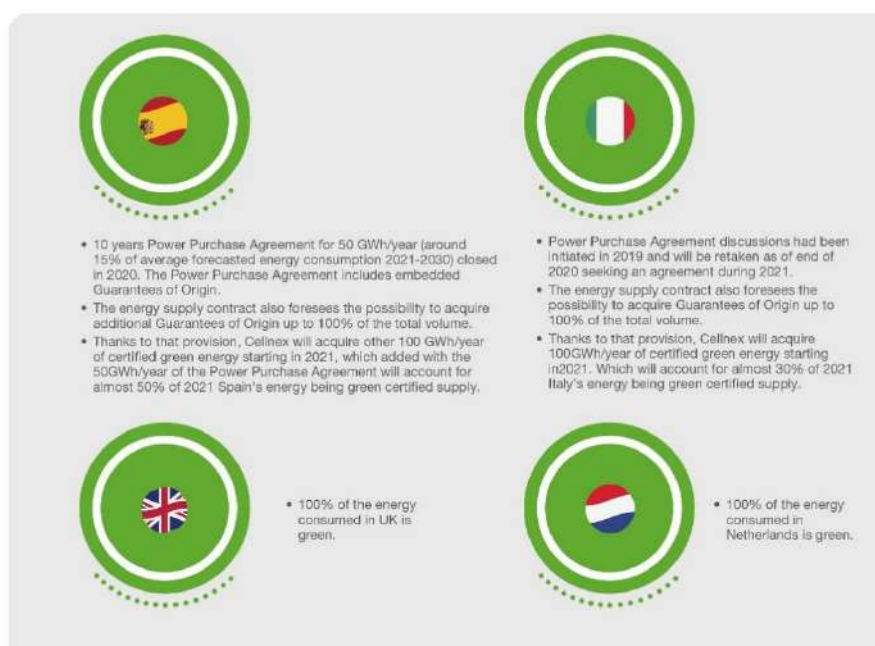 • 10 years Power Purchase Agreement for 50 GWh/year (around
15% of average forecasted energy consumption 2021-2030) closed
in 2020. The Power Purchase Agreement includes embedded
Guarantees of Origin.
• The energy supply contract also foresees the possibility to acquire
additional Guarantees of Origin up to 100% of the total volume.
• Thanks to that provision, Cellnex will acquire other 100 GWh/year
of certified green energy starting in 2021, which added with the
50GWh/year of the Power Purchase Agreement will account for
almost 50% of 2021 Spain's energy being green certified supply.
• Power Purchase Agreement discussions had been
initiated in 2019 and will be retaken as of end of
2020 seeking an agreement during 2021.
• The energy supply contract also foresees the
possibility to acquire Guarantees of Origin up to
100% of the total volume.
• Thanks to that provision, Cellnex will acquire
100GWh/year of certified green energy starting
in2021. Which will account for almost 30% of 2021
Italy's energy being green certified supply.
• 100% of the energy
consumed in UK is
green.
• 100% of the energy
consumed in
Netherlands is green.